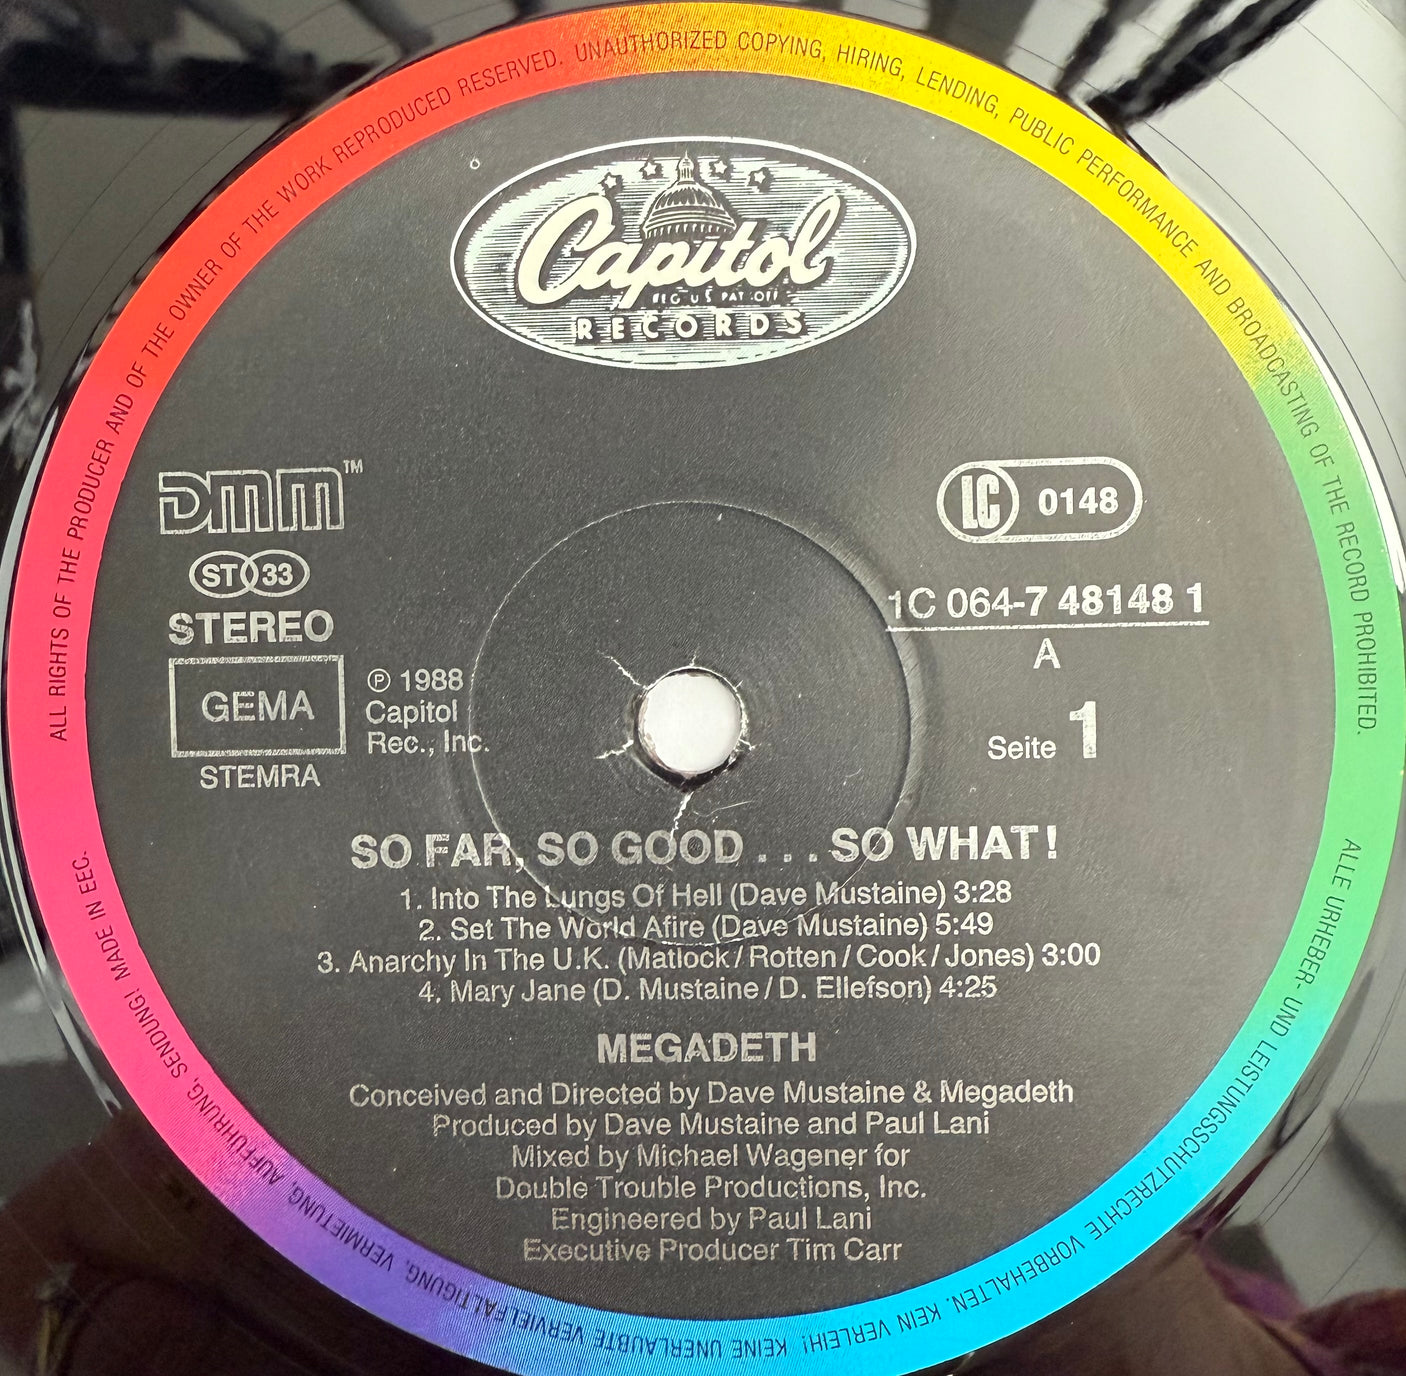 ALL RIGHTS OF THE PRODUCER AND OF THE OWNER OF THE WORK REPRODUCED RESERVED. UNAUTHORIZED COPYING, HIRING, LENDING, PUBLIC PERFORMANCE AND BROADCASTING OF THE RECORD PROHIBITED.
Capitol
REG. U.S. PAT. OFF.
RECORDS
DMM™
LC 0148
ST 33
STEREO
1C 064-7 48148 1
A
GEMA
STEMRA
℗ 1988
Capitol
Rec., Inc.
Seite 1
SO FAR, SO GOOD . . . SO WHAT!
1. Into The Lungs Of Hell (Dave Mustaine) 3:28
2. Set The World Afire (Dave Mustaine) 5:49
3. Anarchy In The U.K. (Matlock/Rotten/Cook/Jones) 3:00
4. Mary Jane (D. Mustaine/D. Ellefson) 4:25
MEGADETH
Conceived and Directed by Dave Mustaine & Megadeth
Produced by Dave Mustaine and Paul Lani
Mixed by Michael Wagener for
Double Trouble Productions, Inc.
Engineered by Paul Lani
Executive Producer Tim Carr
ALLE URHEBER- UND LEISTUNGSSCHUTZRECHTE VORBEHALTEN. KEIN VERLEIH! KEINE UNERLAUBTE VERVIELFÄLTIGUNG, VERMIETUNG, AUFFÜHRUNG, SENDUNG! MADE IN EEC.